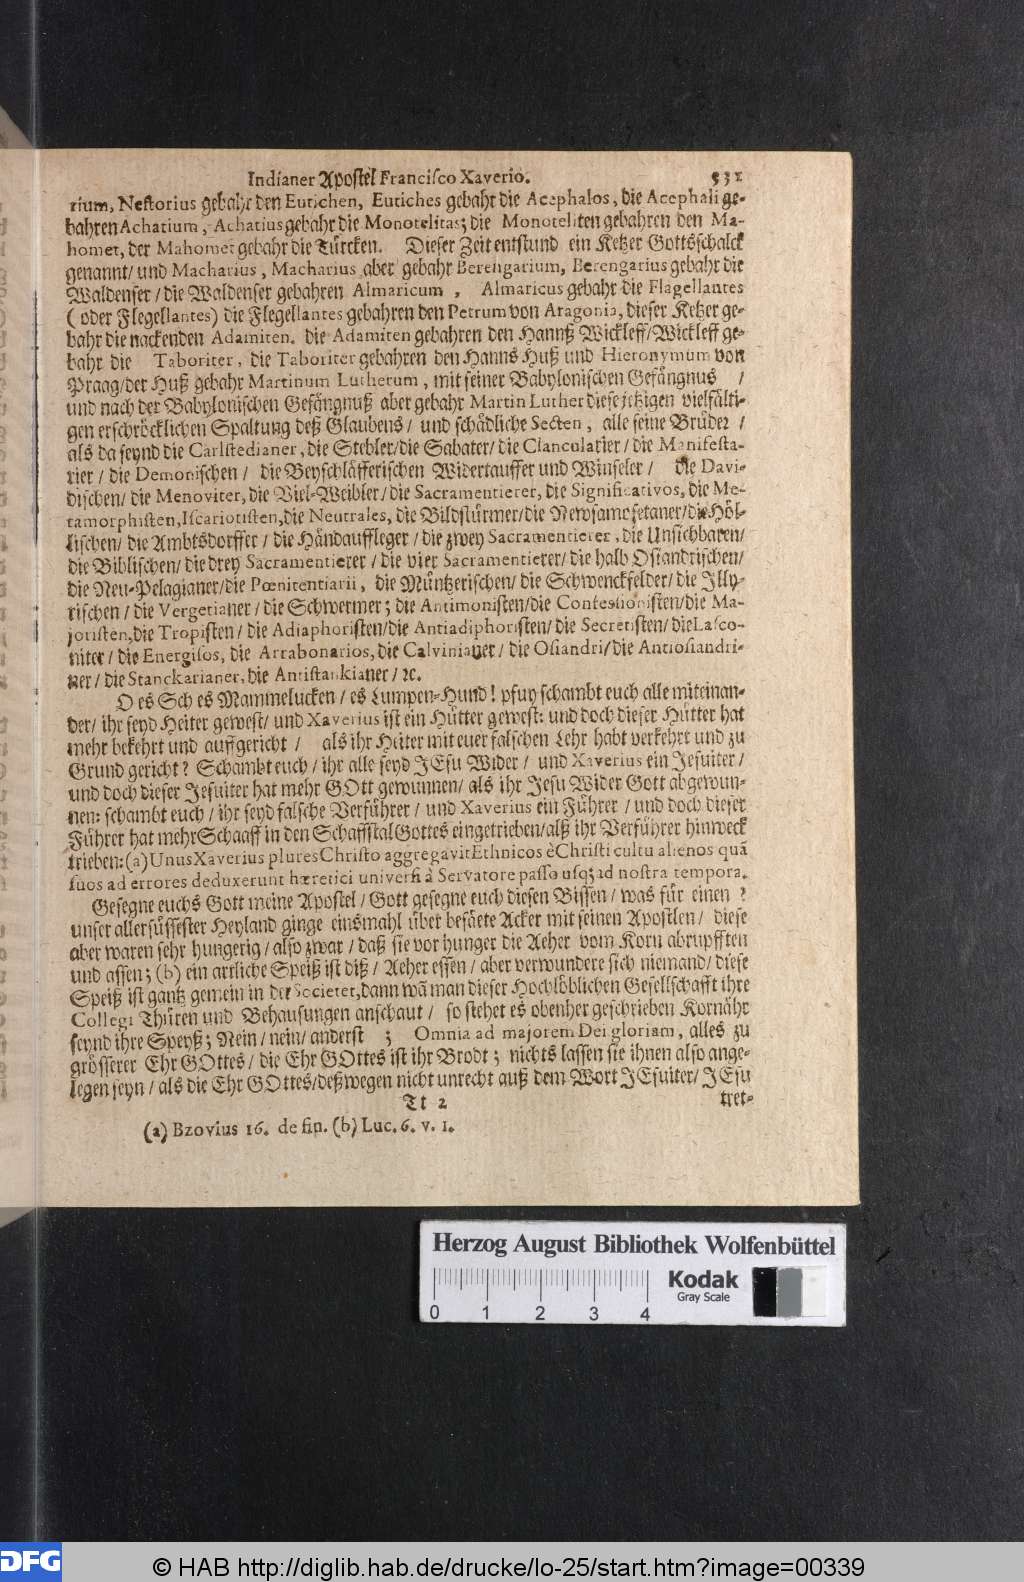 Indianer Apostel Francisco Xaverio. 331
rium, Nestorius gebahr den Eutichen, Eutiches gebahr die Acephalos, die Acephali ge-
bahren Achatium, Achatius gebahr die Monotelitas; die Monoteliten gebahren den Ma-
homet, der Mahomet gebahr die Türcken. Dieser Zeit entstund ein Ketzer Gottsschalck
genannt/ und Macharius, Macharius aber gebahr Berengarium, Berengarius gebahr die
Waldenser/ die Waldenser gebahren Almaricum, Almaricus gebahr die Flagellantes
(oder Flegellantes) die Flegellantes gebahren den Petrum von Aragonia, dieser Ketzer ge-
bahr die nackenden Adamiten. die Adamiten gebahren den Hanntz Wickleff/ Wickleff ge-
bahr die Taboriter, die Taboriter gebahren den Hanns Huß und Hieronymum von
Praag/ der Huß gebahr Martinum Lutherum, mit seiner Babylonischen Gefängnus /
und nach der Babylonischen Gefängnuß aber gebahr Martin Luther diese jetzigen vielfälti-
gen erschröcklichen Spaltung deß Glaubens/ und schädliche Secten, alle seine Brüder /
als da seynd die Carlstedianer, die Stebler/ die Sabater/ die Clancularier/ die Manifesta-
rier/ die Demonischen/ die Beyschläfferischen Widertauffer und Winseler/ die Davi-
dischen/ die Menoviter, die Viel-Weibler/ die Sacramentierer, die Significativos, die Me-
tamorphisten, Iscariotisten, die Neutrales, die Bildstürmer/ die Newsamosetaner/ die Höl-
lischen/ die Ambtsdorffer/ die Händaufleger/ die zwey Sacramentierer, die Unsichbaren/
die Biblischen/ die drey Sacramentierer/ die vier Sacramentierer/ die halb Ostandrischen/
die Neu-Pelagianer/ die Pœnitentiarii, die Müntzerischen/ die Schwenckfelder/ die Illy-
rischen/ die Vergetianer/ die Schwermer; die Antimonisten/ die Confessionisten/ die Ma-
joristen, die Tropisten/ die Adiaphoristen/ die Antiadiphoristen/ die Secretisten/ die Lasco-
niter/ die Energisos, die Arrabonarios, die Calvinianer/ die Osiandri/ die Antiosiandri-
ner/ die Stanckarianer, die Antistankianer/ ꝛc.
O es Sch es Mammelucken/ es Lumpen-Hund! pfuy schambt euch alle miteinan-
der/ ihr seyd Heiter gewest/ und Xaverius ist ein Hütter gewest: und doch dieser Hütter hat
mehr bekehrt und auffgericht/ als ihr Heiter mit euer falschen Lehr habt verkehrt und zu
Grund gericht? Schambt euch/ ihr alle seyd JEsu Wider/ und Xaverius ein Jesuiter/
und doch dieser Jesuiter hat mehr GOtt gewunnen/ als ihr Jesu Wider Gott abgewun-
nen: schambt euch/ ihr seyd falsche Verführer/ und Xaverius ein Führer/ und doch dieser
Führer hat mehr Schaaff in den Schaffstal Gottes eingetrieben/ alß ihr Verführer hinweck
trieben: (a) Unus Xaverius plures Christo aggregavit Ethnicos è Christi cultu alienos quã
suos ad errores deduxerunt hæretici universi à Servatore passo usq; ad nostra tempora.
Gesegne euchs Gott meine Apostel/ Gott gesegne euch diesen Bissen/ was für einen?
unser allersüssester Heyland ginge einsmahl über besäete Acker mit seinen Apostlen/ diese
aber waren sehr hungerig/ also zwar/ daß sie vor hunger die Aeher vom Korn abrupfften
und assen; (b) ein artliche Speiß ist diß/ Aeher essen/ aber verwundere sich niemand/ diese
Speiß ist gantz gemein in der Societet, dann wã man dieser Hochlöblichen Gesellschafft ihre
Collegi Thüren und Behausungen anschaut/ so stehet es obenher geschrieben Kornähr
seynd ihre Speyß; Nein/ nein/ anderst ; Omnia ad majorem Dei gloriam, alles zu
grösserer Ehr GOttes/ die Ehr GOttes ist ihr Brodt; nichts lassen sie ihnen also ange-
legen seyn/ als die Ehr GOttes/ deßwegen nicht unrecht auß dem Wort JEsuiter/ JEsu
Tt 2 tret-
(a) Bzovius 16. de fin. (b) Luc. 6. v. 1.
Herzog August Bibliothek Wolfenbüttel
Kodak
Gray Scale
0 1 2 3 4
DFG © HAB http://diglib.hab.de/drucke/lo-25/start.htm?image=00339